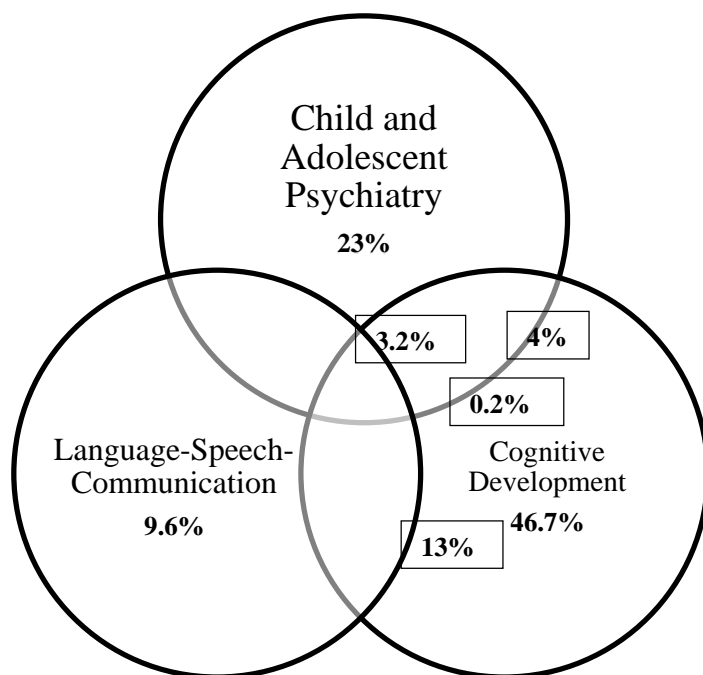 Child and
Adolescent
Psychiatry
23%
3.2%
4%
0.2%
Language-Speech-
Communication
9.6%
Cognitive
Development
46.7%
13%